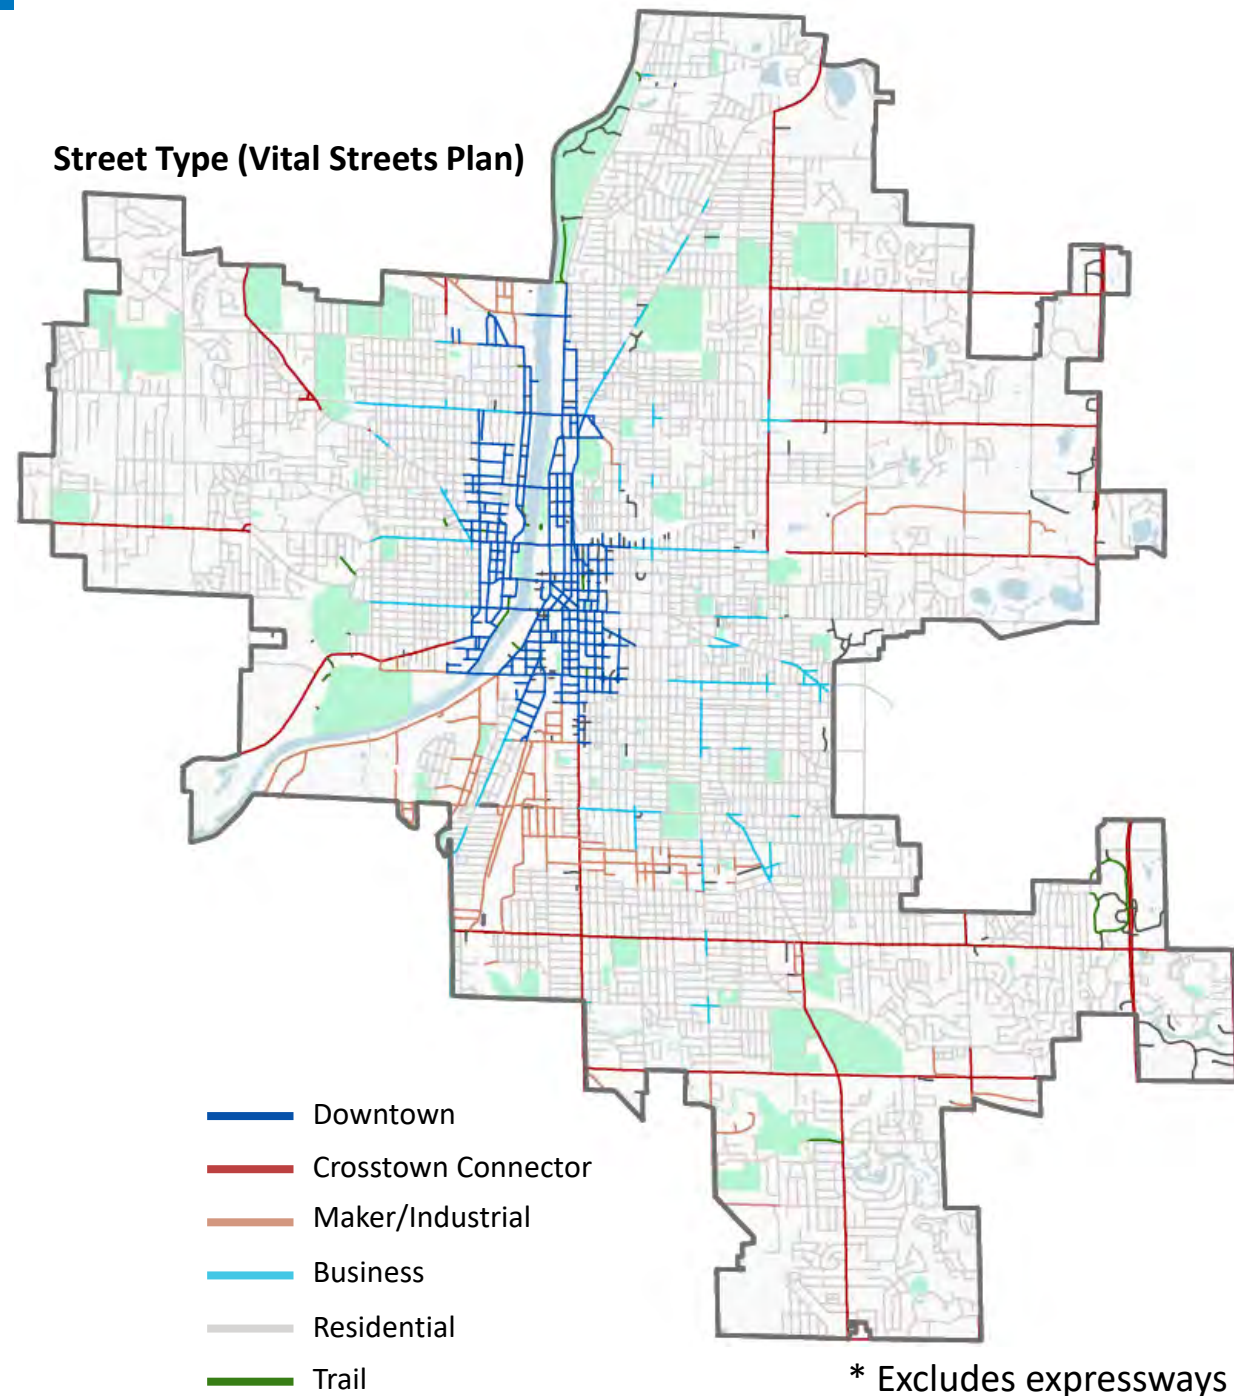 Street Type (Vital Streets Plan)
Downtown
Crosstown Connector
Maker/Industrial
Business
Residential
Trail
* Excludes expressways